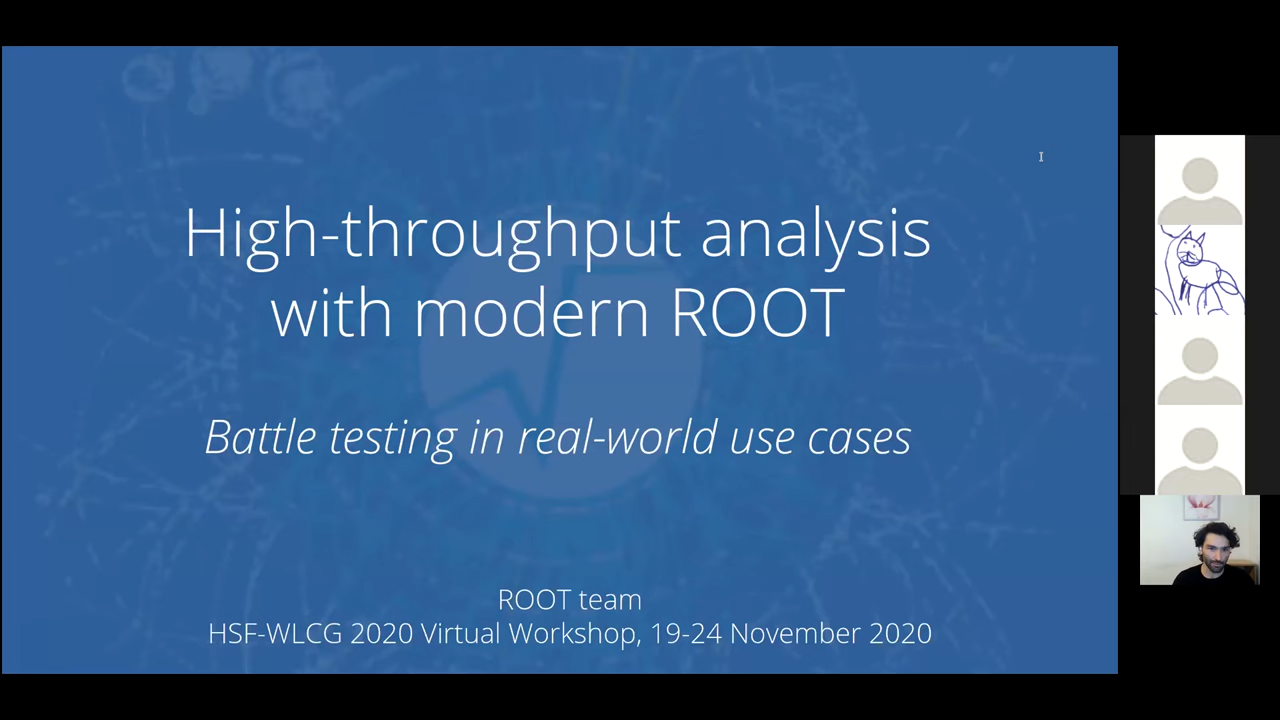 High-throughput analysis
with modern ROOT
Battle testing in real-world use cases
ROOT team
HSF-WLCG 2020 Virtual Workshop, 19-24 November 2020